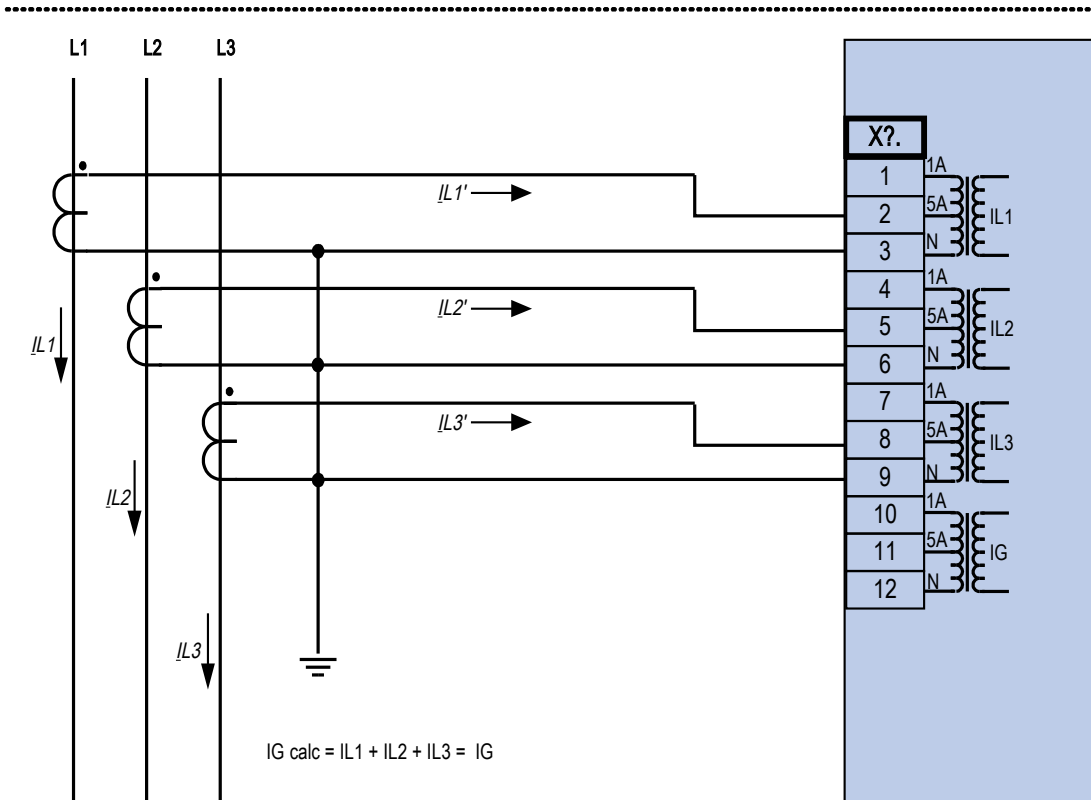 L1 L2 L3
X?.
1 1A
IL1'
2 5A IL1
3 N
4 1A
IL2'
5 5A IL2
IL1
6 N
7 1A
IL3'
8 5A IL3
9 N
IL2
10 1A
11 5A IG
12 N
IL3
IG calc = IL1 + IL2 + IL3 = IG